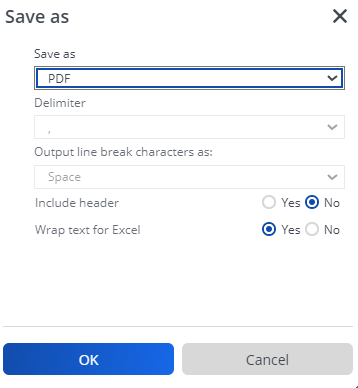 Save as
Save as
PDF
Delimiter
,
Output line break characters as:
Space
Include header Yes No
Wrap text for Excel Yes No
OK Cancel